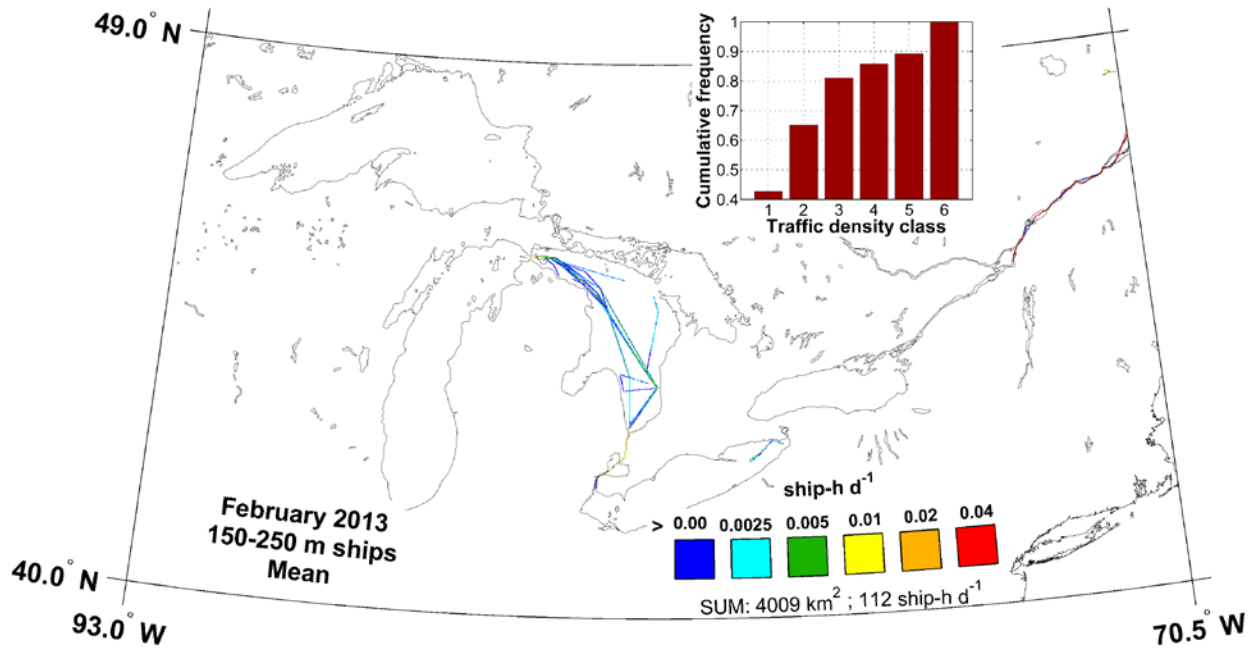 49.0° N
1
0.9
0.8
0.7
0.6
0.5
0.4
Cumulative frequency
1 2 3 4 5 6
Traffic density class
February 2013
150-250 m ships
Mean
ship-h d⁻¹
> 0.00 0.0025 0.005 0.01 0.02 0.04
SUM: 4009 km² ; 112 ship-h d⁻¹
40.0° N
93.0° W
70.5° W